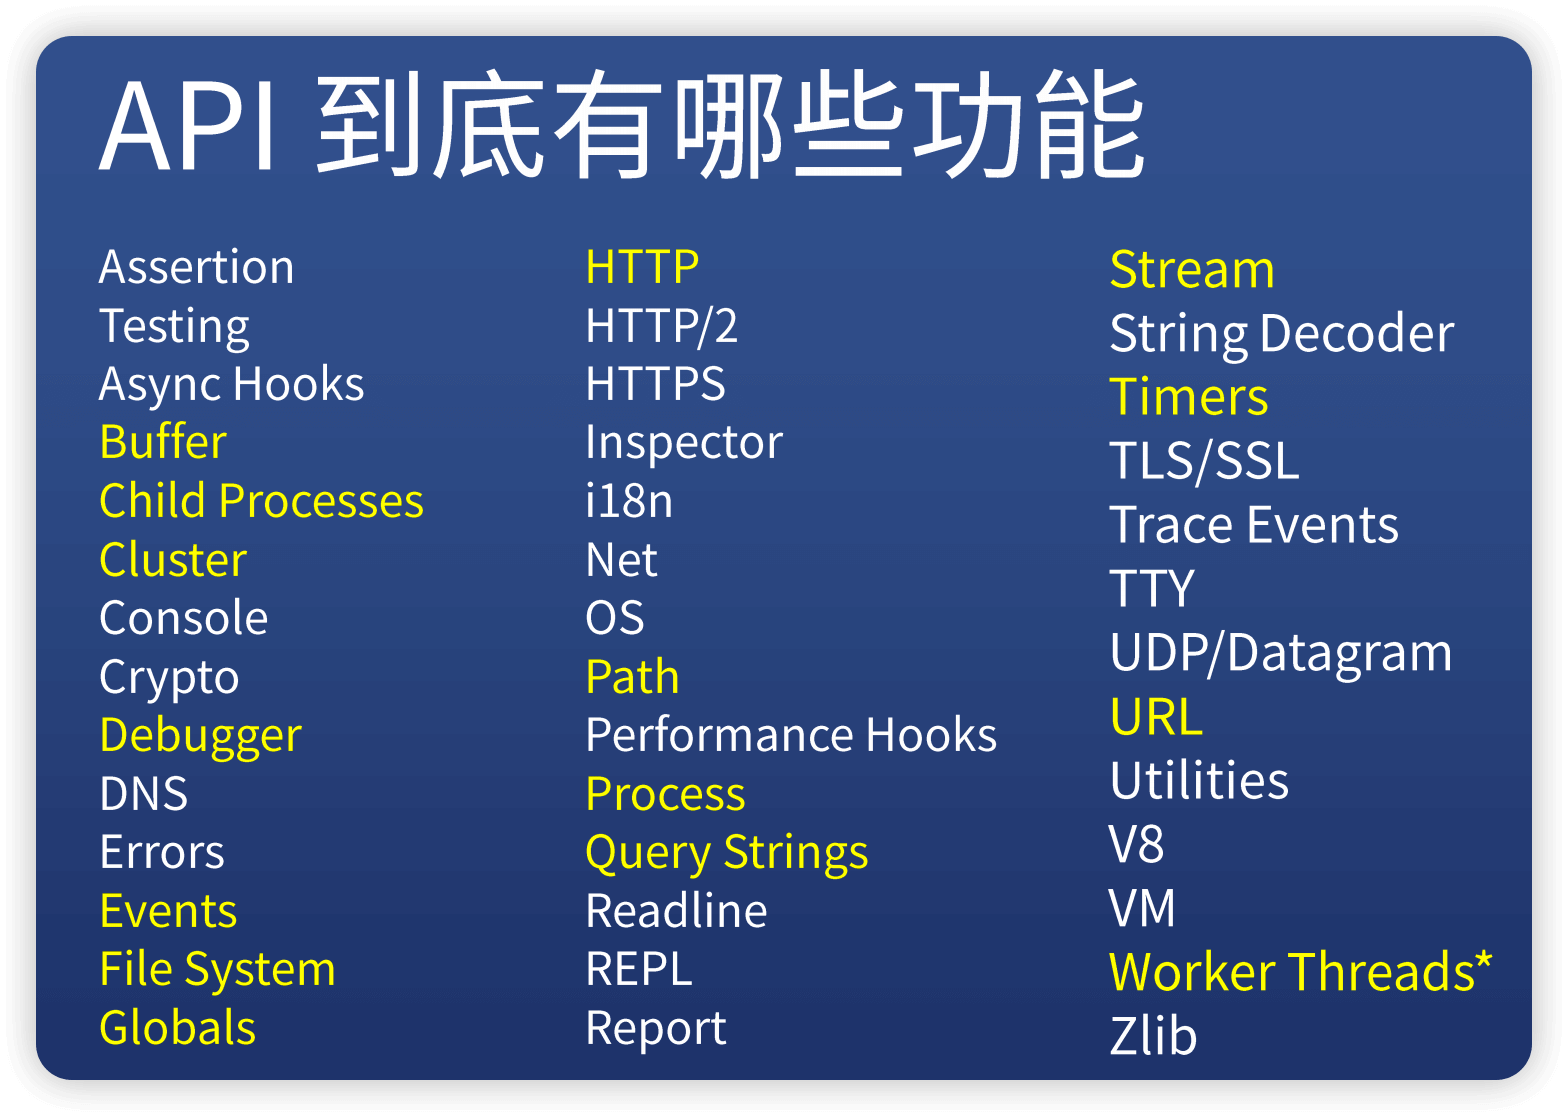 API 到底有哪些功能
Assertion
Testing
Async Hooks
Buffer
Child Processes
Cluster
Console
Crypto
Debugger
DNS
Errors
Events
File System
Globals
HTTP
HTTP/2
HTTPS
Inspector
i18n
Net
OS
Path
Performance Hooks
Process
Query Strings
Readline
REPL
Report
Stream
String Decoder
Timers
TLS/SSL
Trace Events
TTY
UDP/Datagram
URL
Utilities
V8
VM
Worker Threads*
Zlib